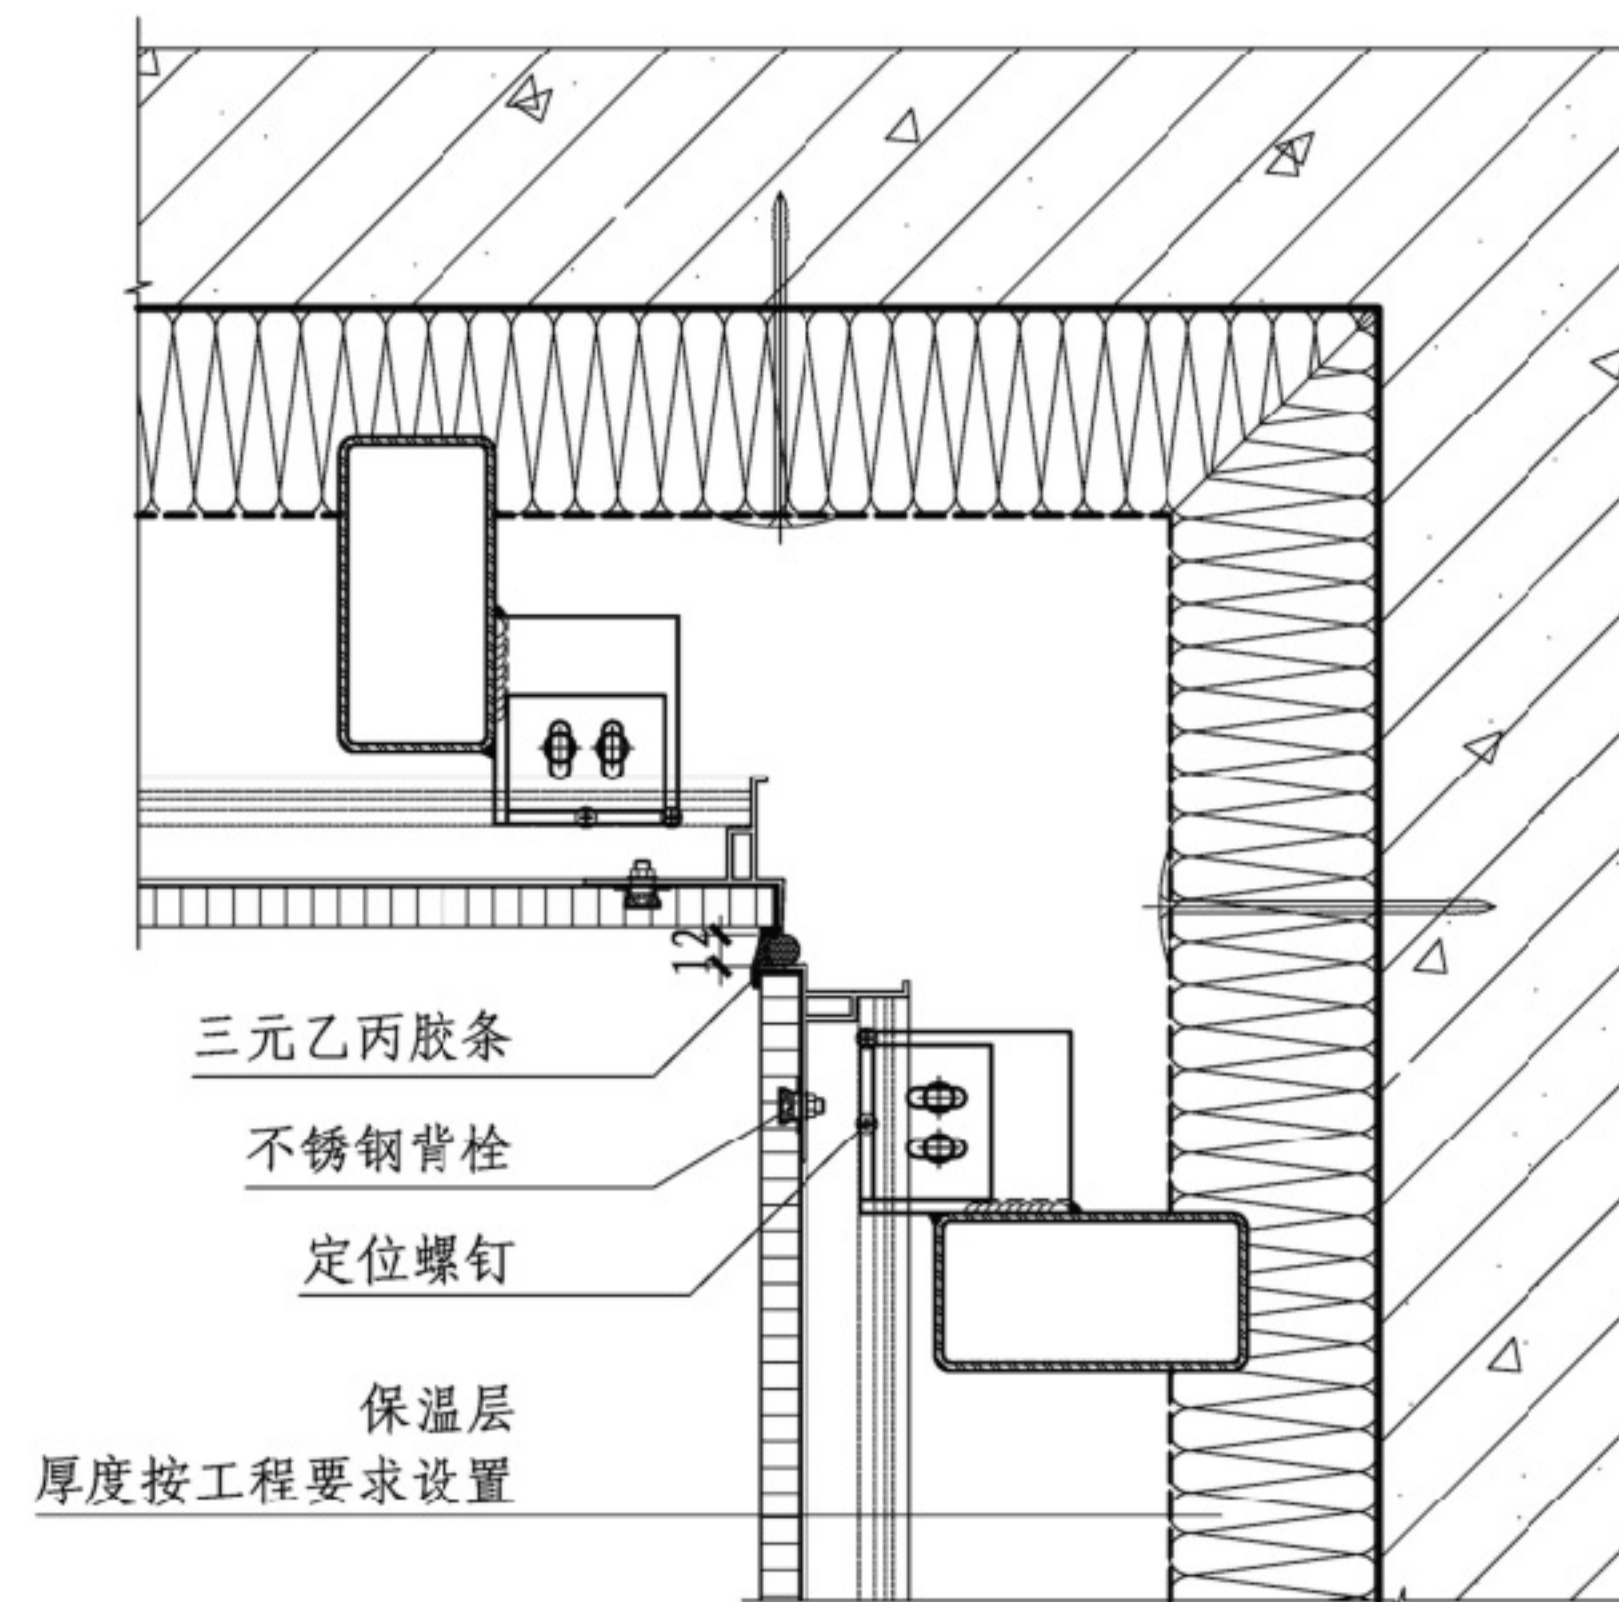 12
三元乙丙胶条
不锈钢背栓
定位螺钉
保温层
厚度按工程要求设置